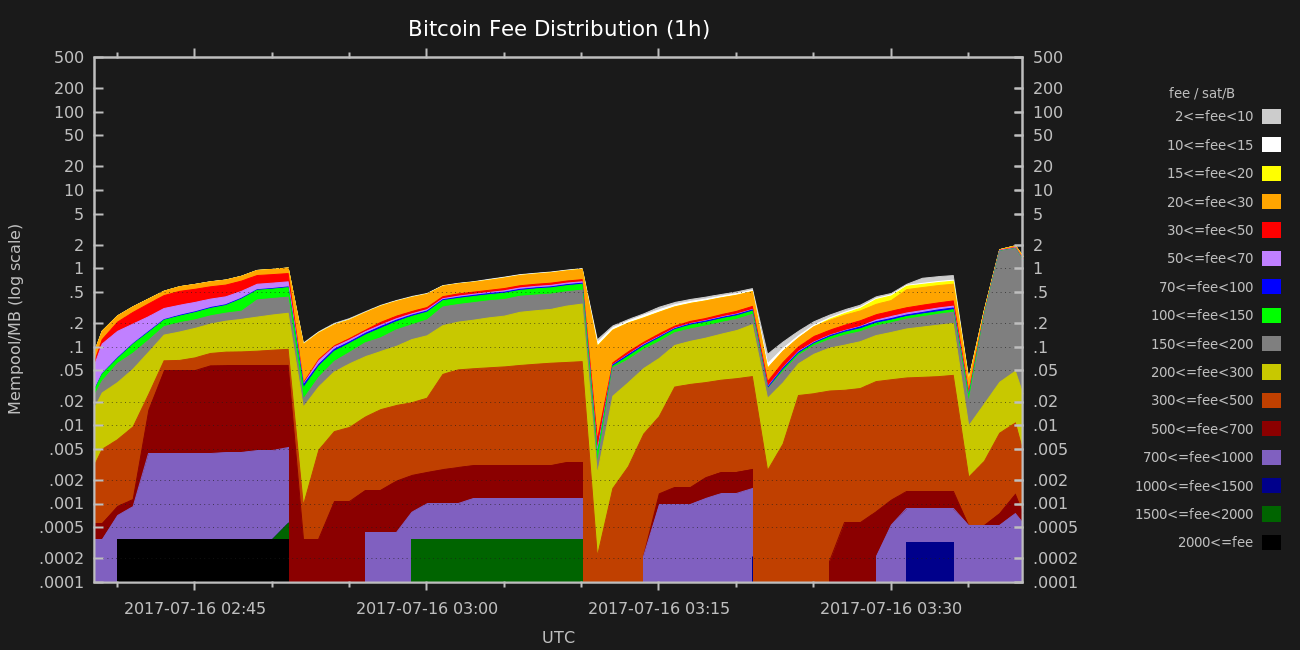 Bitcoin Fee Distribution (1h)
500 500
200 200
100 100
50 50
20 20
10 10
5 5
2 2
1 1
.5 .5
.2 .2
.1 .1
.05 .05
.02 .02
.01 .01
.005 .005
.002 .002
.001 .001
.0005 .0005
.0002 .0002
.0001 .0001
Mempool/MB (log scale)
2017-07-16 02:45 2017-07-16 03:00 2017-07-16 03:15 2017-07-16 03:30
UTC
fee / sat/B
2<=fee<10
10<=fee<15
15<=fee<20
20<=fee<30
30<=fee<50
50<=fee<70
70<=fee<100
100<=fee<150
150<=fee<200
200<=fee<300
300<=fee<500
500<=fee<700
700<=fee<1000
1000<=fee<1500
1500<=fee<2000
2000<=fee